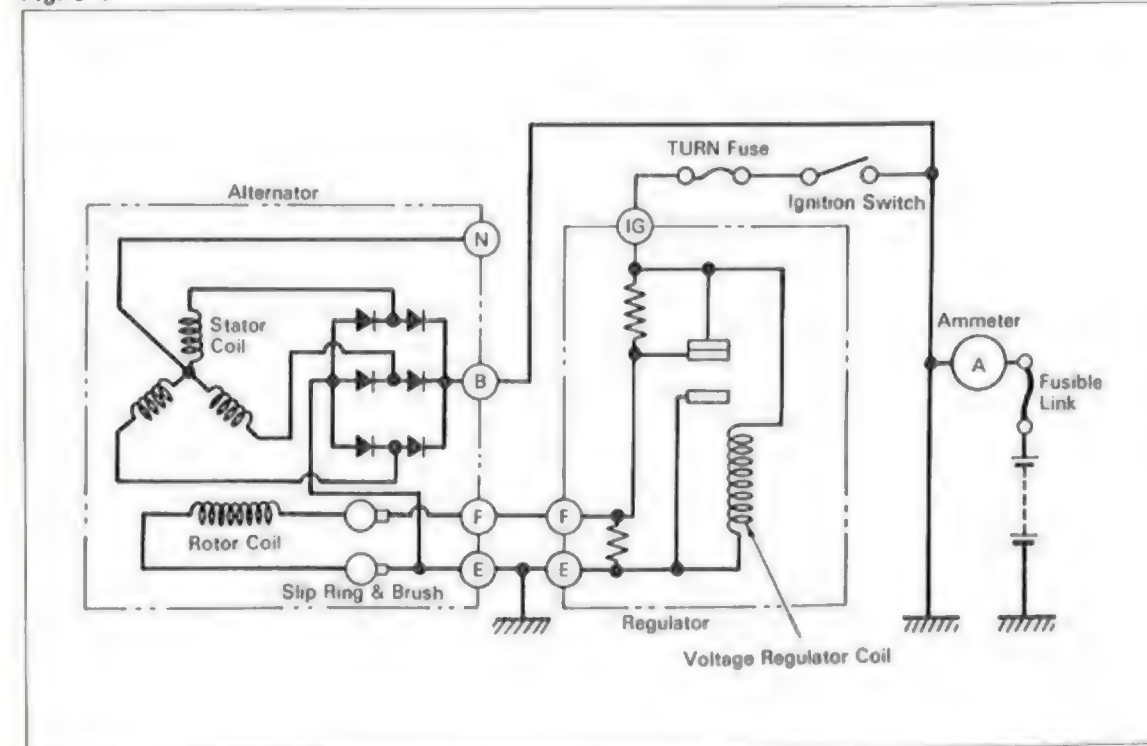 TURN Fuse
Alternator
Ignition Switch
N
IG
Stator
Coil
Ammeter
B
A
Fusible
Link
F
F
Rotor Coil
E
E
Slip Ring & Brush
Regulator
Voltage Regulator Coil